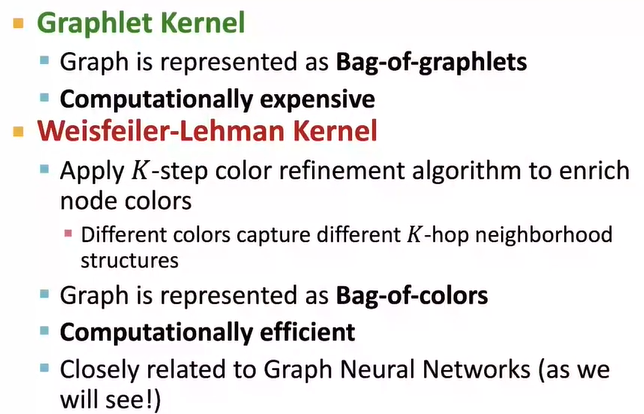 Graphlet Kernel
Graph is represented as Bag-of-graphlets
Computationally expensive
Weisfeiler-Lehman Kernel
Apply K-step color refinement algorithm to enrich
node colors
Different colors capture different K-hop neighborhood
structures
Graph is represented as Bag-of-colors
Computationally efficient
Closely related to Graph Neural Networks (as we
will see!)